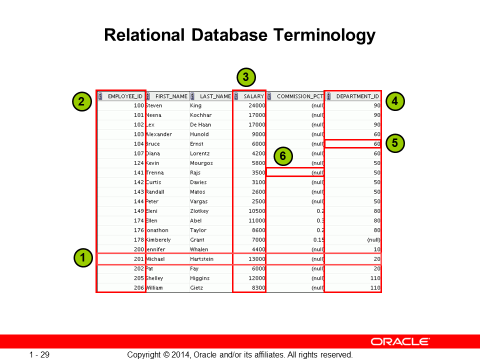 Relational Database Terminology
3
EMPLOYEE_ID FIRST_NAME LAST_NAME SALARY COMMISSION_PCT DEPARTMENT_ID
2 4
100 Steven King 24000 (null) 90
101 Neena Kochhar 17000 (null) 90
102 Lex De Haan 17000 (null) 90
103 Alexander Hunold 9000 (null) 60
104 Bruce Ernst 6000 (null) 60
5
107 Diana Lorentz 4200 (null) 60
6
124 Kevin Mourgos 5800 (null) 50
141 Trenna Rajs 3500 (null) 50
142 Curtis Davies 3100 (null) 50
143 Randall Matos 2600 (null) 50
144 Peter Vargas 2500 (null) 50
149 Eleni Zlotkey 10500 0.2 80
174 Ellen Abel 11000 0.3 80
176 Jonathon Taylor 8600 0.2 80
178 Kimberely Grant 7000 0.15 (null)
200 Jennifer Whalen 4400 (null) 10
1
201 Michael Hartstein 13000 (null) 20
202 Pat Fay 6000 (null) 20
205 Shelley Higgins 12000 (null) 110
206 William Gietz 8300 (null) 110
ORACLE
1 - 29 Copyright © 2014, Oracle and/or its affiliates. All rights reserved.